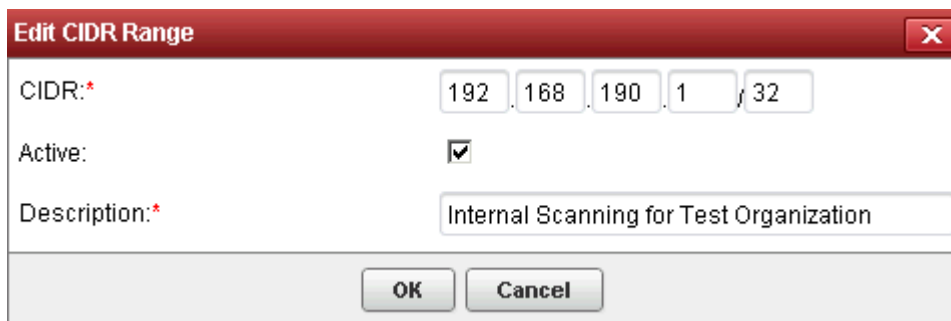 Edit CIDR Range
CIDR:* 192 . 168 . 190 . 1 / 32
Active:
Description:* Internal Scanning for Test Organization
OK Cancel